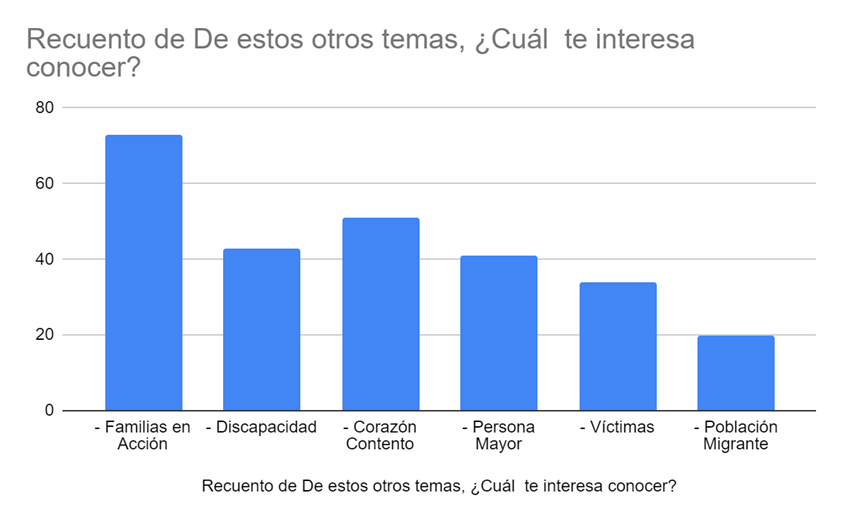 Recuento de De estos otros temas, ¿Cuál  te interesa
conocer?
80
60
40
20
0
- Familias en
Acción
- Discapacidad
- Corazón
Contento
- Persona
Mayor
- Víctimas
- Población
Migrante
Recuento de De estos otros temas, ¿Cuál  te interesa conocer?